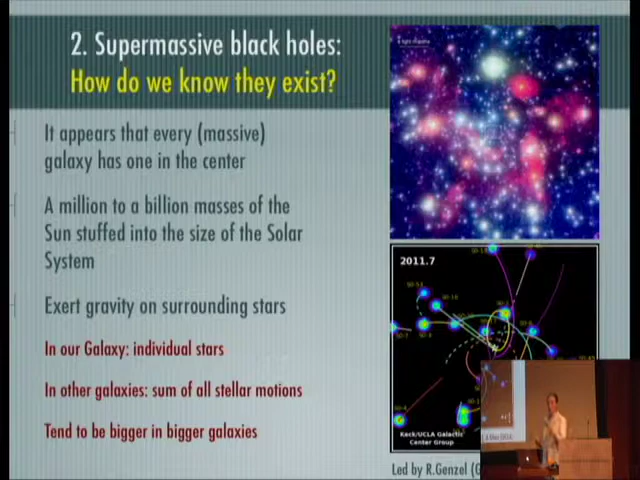 2. Supermassive black holes:
How do we know they exist?
It appears that every (massive)
galaxy has one in the center
A million to a billion masses of the
Sun stuffed into the size of the Solar
System
Exert gravity on surrounding stars
In our Galaxy: individual stars
In other galaxies: sum of all stellar motions
Tend to be bigger in bigger galaxies
2011.7
Keck/UCLA Galactic
Center Group
Led by R.Genzel (G